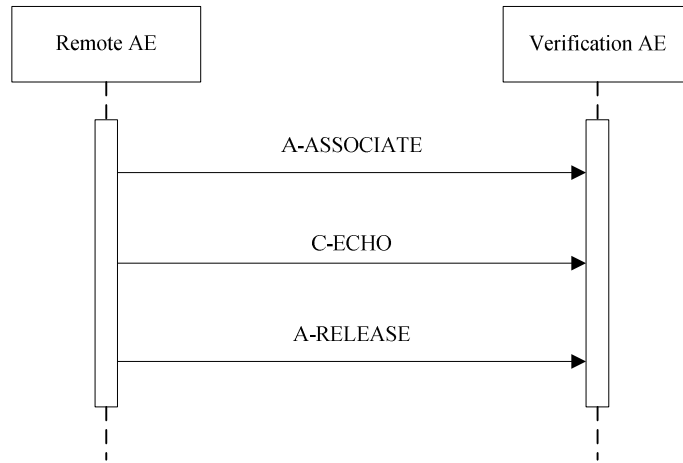 Remote AE
Verification AE
A-ASSOCIATE
C-ECHO
A-RELEASE